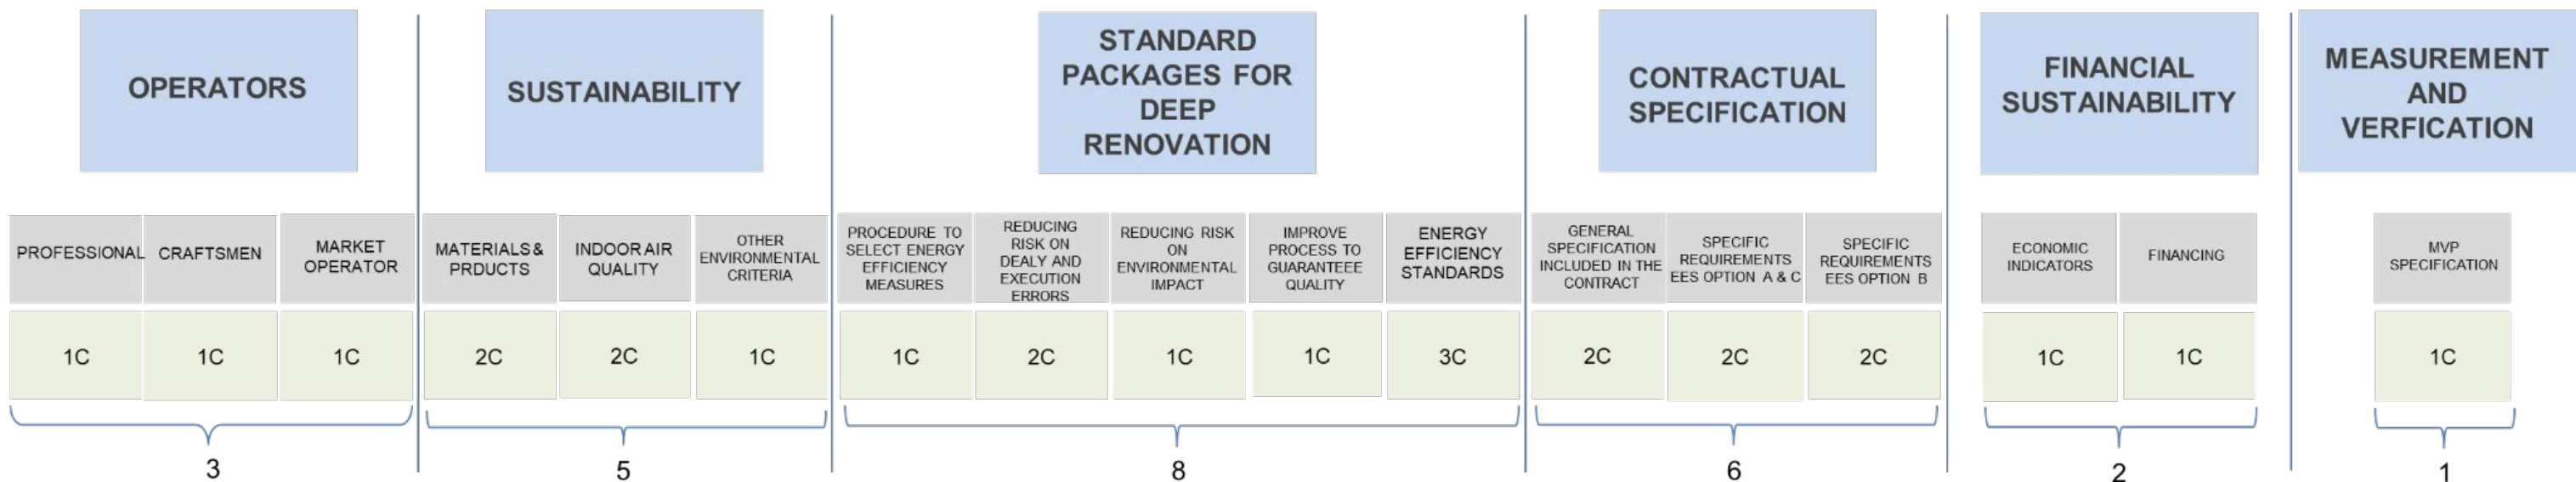 OPERATORS
SUSTAINABILITY
STANDARD
PACKAGES FOR
DEEP
RENOVATION
CONTRACTUAL
SPECIFICATION
FINANCIAL
SUSTAINABILITY
MEASUREMENT
AND
VERFICATION
PROFESSIONAL
CRAFTSMEN
MARKET
OPERATOR
MATERIALS &
PRDUCTS
INDOOR AIR
QUALITY
OTHER
ENVIRONMENTAL
CRITERIA
PROCEDURE TO
SELECT ENERGY
EFFICIENCY
MEASURES
REDUCING
RISK ON
DEALY AND
EXECUTION
ERRORS
REDUCING RISK
ON
ENVIRONMENTAL
IMPACT
IMPROVE
PROCESS TO
GUARANTEEE
QUALITY
ENERGY
EFFICIENCY
STANDARDS
GENERAL
SPECIFICATION
INCLUDED IN THE
CONTRACT
SPECIFIC
REQUIREMENTS
EES OPTION A & C
SPECIFIC
REQUIREMENTS
EES OPTION B
ECONOMIC
INDICATORS
FINANCING
MVP
SPECIFICATION
1C
1C
1C
2C
2C
1C
1C
2C
1C
1C
3C
2C
2C
2C
1C
1C
1C
3
5
8
6
2
1